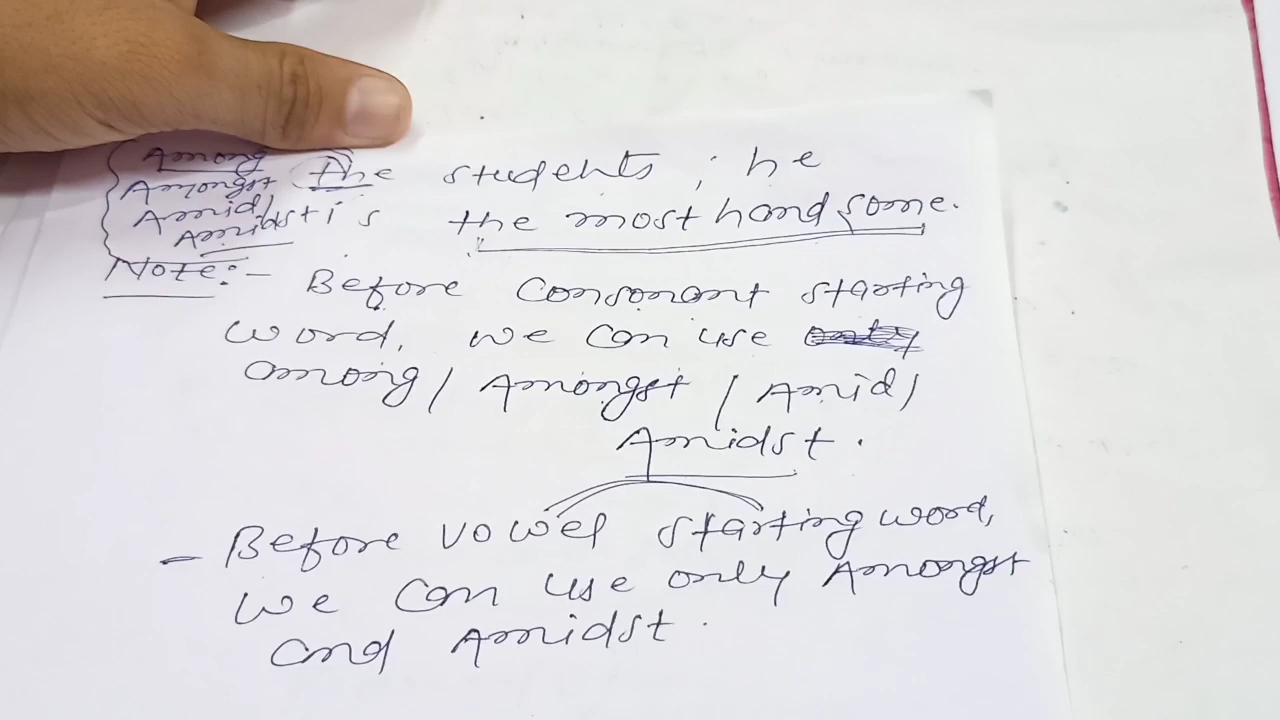 Among
Amongst the students ; he
Amid/
Amidst is the most handsome.
Note:- Before consonant starting
word, we can use
among / Amongst / Amid /
Amidst.
- Before vowel starting word,
we can use only Amongst
and Amidst.